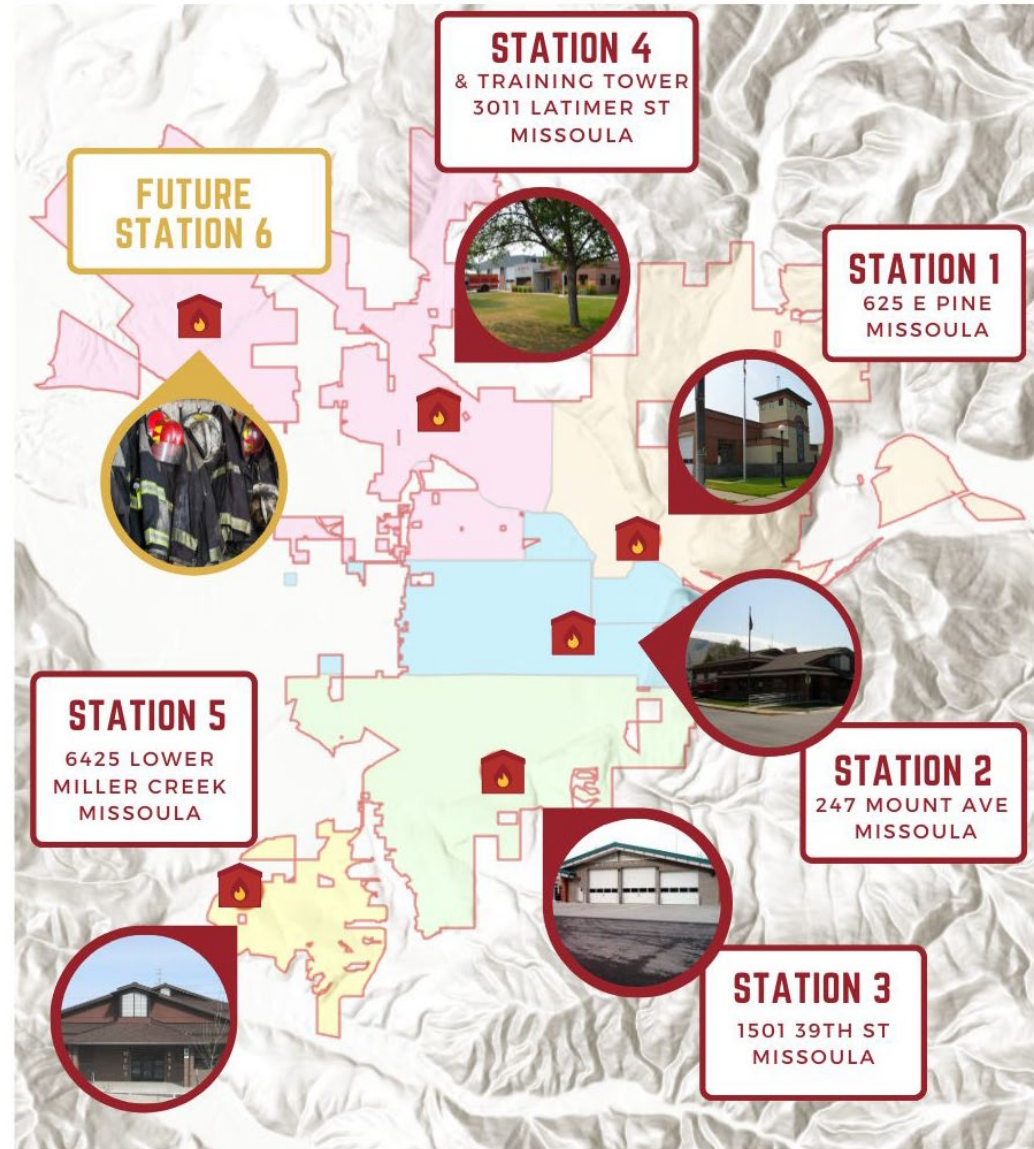 STATION 4
& TRAINING TOWER
3011 LATIMER ST
MISSOULA
FUTURE
STATION 6
STATION 1
625 E PINE
MISSOULA
STATION 5
6425 LOWER
MILLER CREEK
MISSOULA
STATION 2
247 MOUNT AVE
MISSOULA
STATION 3
1501 39TH ST
MISSOULA